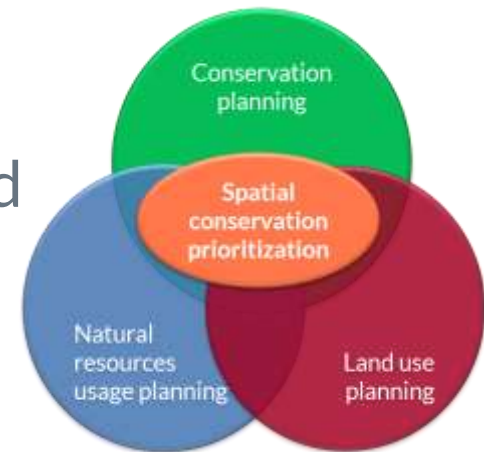 Conservation
planning
d
Spatial
conservation
prioritization
Natural
resources
usage planning
Land use
planning